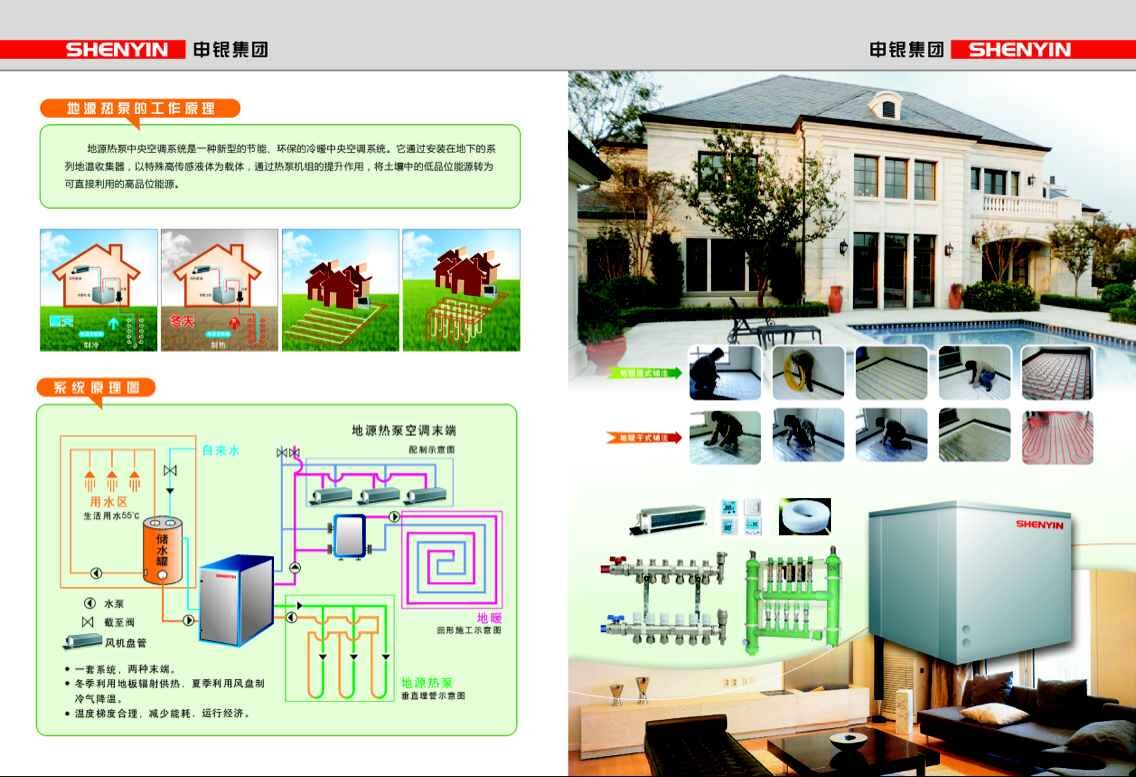 SHENYIN 申银集团
申银集团 SHENYIN
地源热泵的工作原理
地源热泵中央空调系统是一种新型的节能、环保的冷暖中央空调系统。它通过安装在地下的系
列地温收集器，以特殊高传感液体为载体，通过热泵机组的提升作用，将土壤中的低品位能源转为
可直接利用的高品位能源。
夏天
制冷
冬天
制热
系统原理图
自来水
用水区
生活用水55℃
储水罐
SHENYIN
水泵
截至阀
风机盘管
地源热泵空调末端
配制示意图
地暖
回形施工示意图
地源热泵
垂直埋管示意图
一套系统，两种末端。
冬季利用地板辐射供热，夏季利用风盘制
冷气降温。
温度梯度合理，减少能耗，运行经济。
地暖湿式铺法
地暖干式铺法
SHENYIN